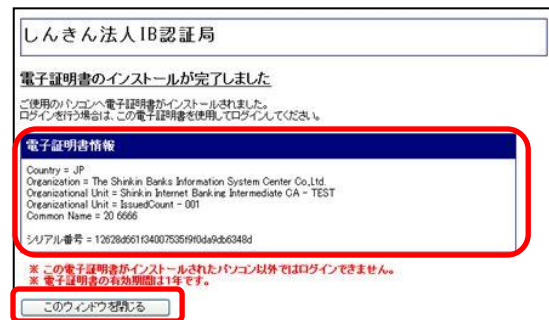 しんきん法人IB認証局
電子証明書のインストールが完了しました
ご使用のパソコンへ電子証明書がインストールされました。
ログインを行う場合は、この電子証明書を使用してログインしてください。
電子証明書情報
Country = JP
Organization = The Shinkin Banks Information System Center Co,Ltd.
Organizational Unit = Shinkin Internet Banking Intermediate CA - TEST
Organizational Unit = IssuedCount - 001
Common Name = 20 6666
シリアル番号 = 12628d661f34007535f9f0da9db6348d
※ この電子証明書がインストールされたパソコン以外ではログインできません。
※ 電子証明書の有効期間は1年です。
このウィンドウを閉じる